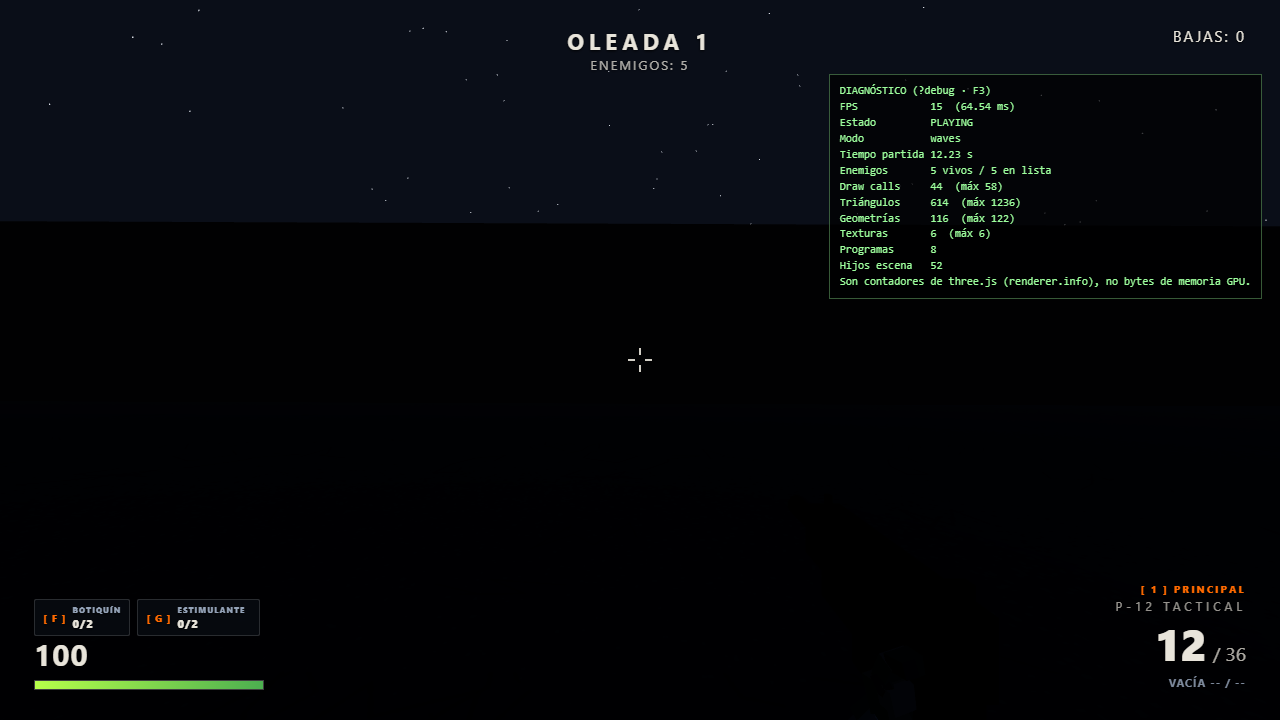 OLEADA 1
ENEMIGOS: 5
BAJAS: 0
DIAGNÓSTICO (?debug · F3)
FPS 15 (64.54 ms)
Estado PLAYING
Modo waves
Tiempo partida 12.23 s
Enemigos 5 vivos / 5 en lista
Draw calls 44 (máx 58)
Triángulos 614 (máx 1236)
Geometrías 116 (máx 122)
Texturas 6 (máx 6)
Programas 8
Hijos escena 52
Son contadores de three.js (renderer.info), no bytes de memoria GPU.
[ F ] BOTIQUÍN 0/2
[ G ] ESTIMULANTE 0/2
100
[ 1 ] PRINCIPAL
P-12 TACTICAL
12 / 36
VACÍA -- / --